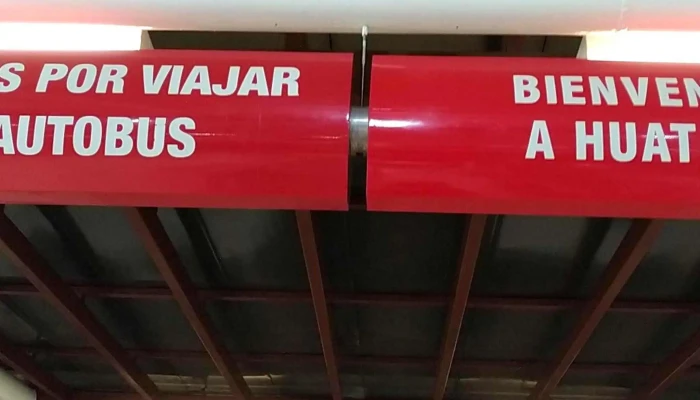 S POR VIAJAR
AUTOBUS
BIENVEN
A HUAT